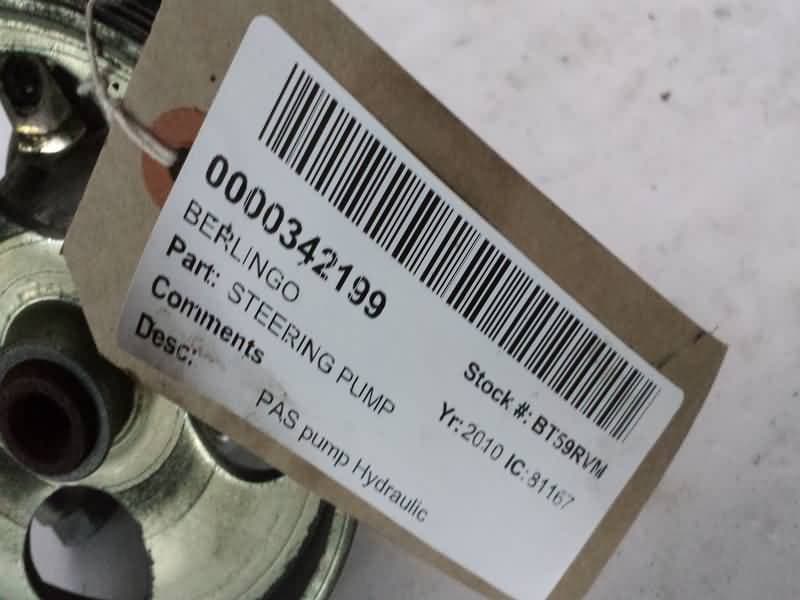 0000342199
BERLINGO
Part: STEERING PUMP
Comments
Desc:
PAS pump Hydraulic
Stock #: BT59RVM
Yr: 2010 IC: 81167